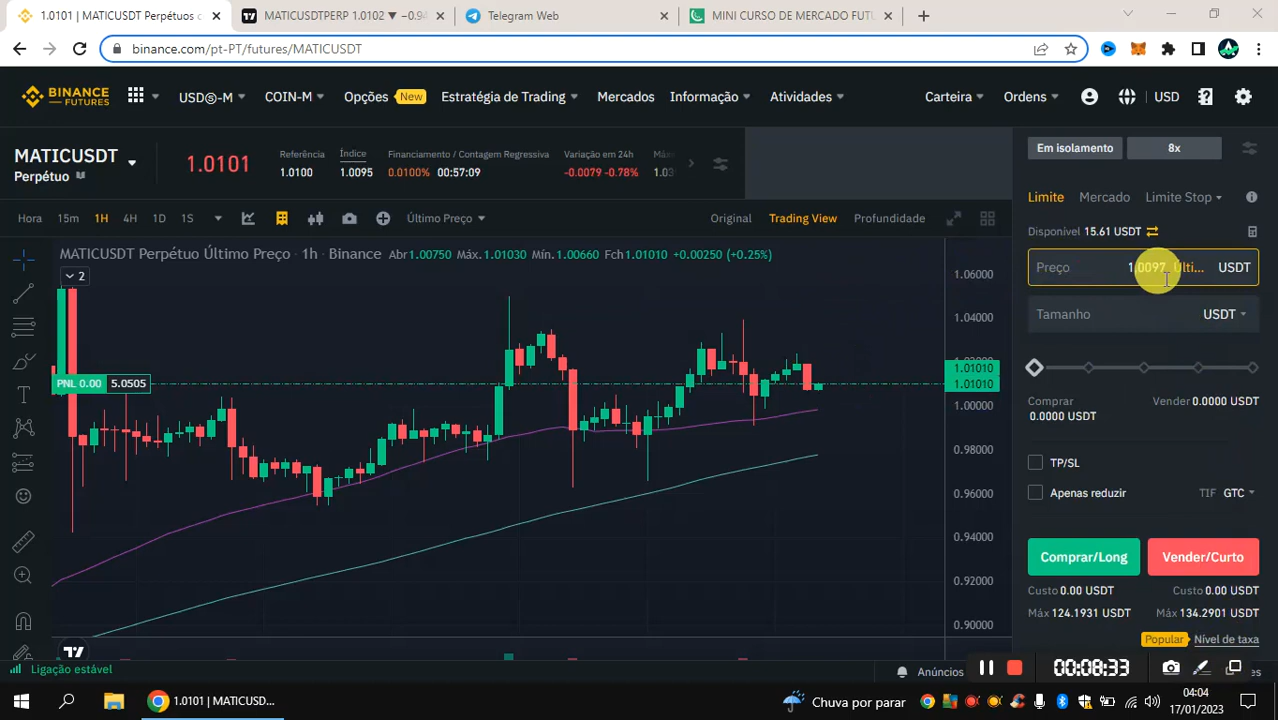 1.0101 | MATICUSDT Perpétuos c
MATICUSDTPERP 1.0102 ▼ −0.94
Telegram Web
MINI CURSO DE MERCADO FUTU
binance.com/pt-PT/futures/MATICUSDT
BINANCE
FUTURES
USDⓈ-M
COIN-M
Opções
New
Estratégia de Trading
Mercados
Informação
Atividades
Carteira
Ordens
USD
MATICUSDT
Perpétuo
1.0101
Referência
1.0100
Índice
1.0095
Financiamento / Contagem Regressiva
0.0100% 00:57:09
Variação em 24h
-0.0079 -0.78%
Hora 15m 1H 4H 1D 1S
Último Preço
Original
Trading View
Profundidade
MATICUSDT Perpétuo Último Preço · 1h · Binance Abr1.00750 Máx.1.01030 Mín.1.00660 Fch1.01010 +0.00250 (+0.25%)
2
PNL 0.00 5.0505
1.06000
1.04000
1.01010
1.01010
1.00000
0.98000
0.96000
0.94000
0.92000
0.90000
Em isolamento
8x
Limite Mercado Limite Stop
Disponível 15.61 USDT
Preço 1.0097 Últi... USDT
Tamanho USDT
Comprar
0.0000 USDT
Vender 0.0000 USDT
TP/SL
Apenas reduzir TIF GTC
Comprar/Long
Vender/Curto
Custo 0.00 USDT
Custo 0.00 USDT
Máx 124.1931 USDT
Máx 134.2901 USDT
Popular
Nível de taxa
Ligação estável
Anúncios
00:08:33
1.0101 | MATICUSD...
Chuva por parar
04:04
17/01/2023